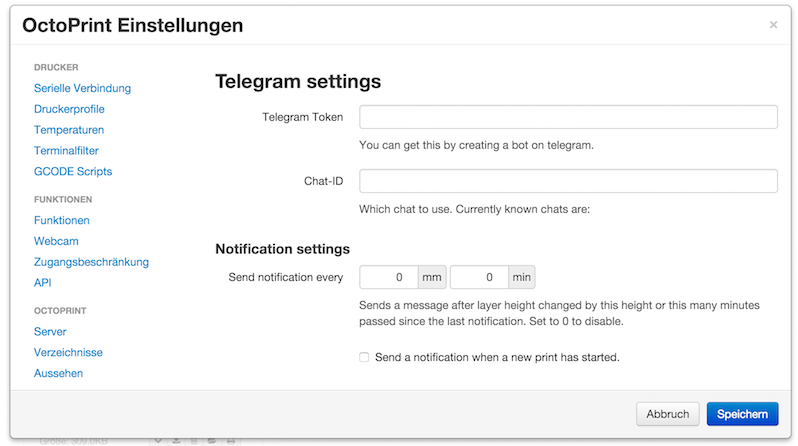 OctoPrint Einstellungen
×
DRUCKER
Serielle Verbindung
Druckerprofile
Temperaturen
Terminalfilter
GCODE Scripts
FUNKTIONEN
Funktionen
Webcam
Zugangsbeschränkung
API
OCTOPRINT
Server
Verzeichnisse
Aussehen
Telegram settings
Telegram Token
You can get this by creating a bot on telegram.
Chat-ID
Which chat to use. Currently known chats are:
Notification settings
Send notification every 0 mm 0 min
Sends a message after layer height changed by this height or this many minutes
passed since the last notification. Set to 0 to disable.
Send a notification when a new print has started.
Abbruch Speichern